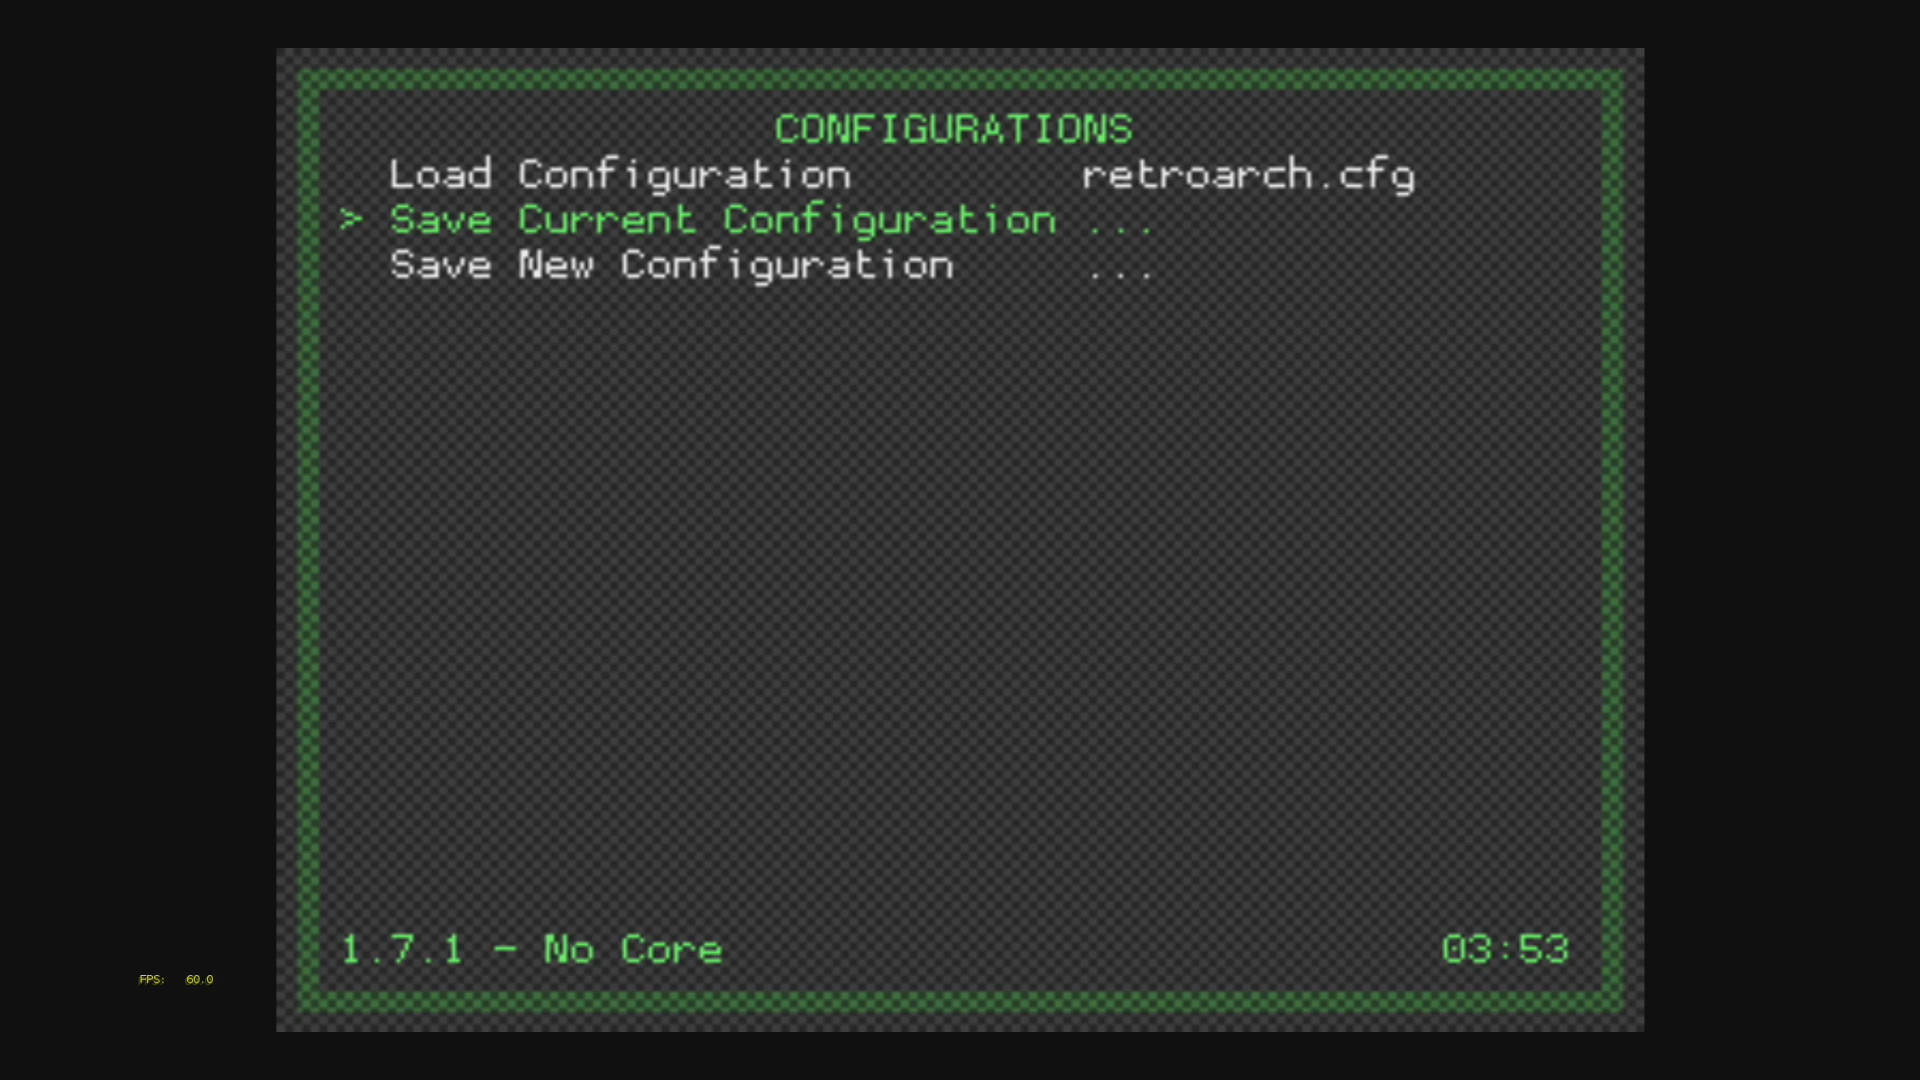 CONFIGURATIONS
Load Configuration retroarch.cfg
> Save Current Configuration ...
Save New Configuration ...
1.7.1 - No Core 03:53
FPS: 60.0